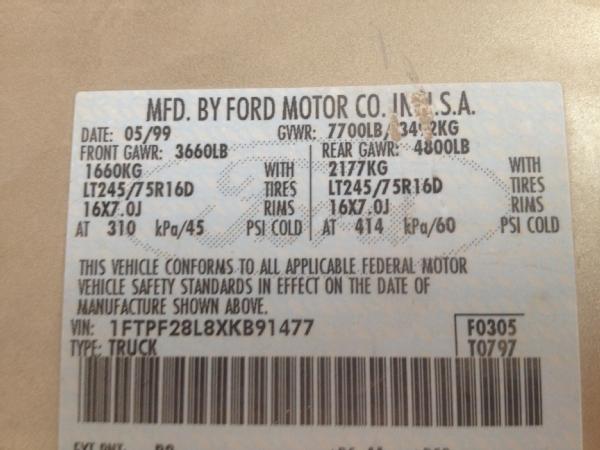 MFD. BY FORD MOTOR CO. IN U.S.A.
DATE: 05/99 GVWR: 7700LB/3492KG
FRONT GAWR: 3660LB REAR GAWR: 4800LB
1660KG WITH 2177KG WITH
LT245/75R16D TIRES LT245/75R16D TIRES
16X7.0J RIMS 16X7.0J RIMS
AT 310 kPa/45 PSI COLD AT 414 kPa/60 PSI COLD
THIS VEHICLE CONFORMS TO ALL APPLICABLE FEDERAL MOTOR
VEHICLE SAFETY STANDARDS IN EFFECT ON THE DATE OF
MANUFACTURE SHOWN ABOVE.
VIN: 1FTPF28L8XKB91477 F0305
TYPE: TRUCK T0797